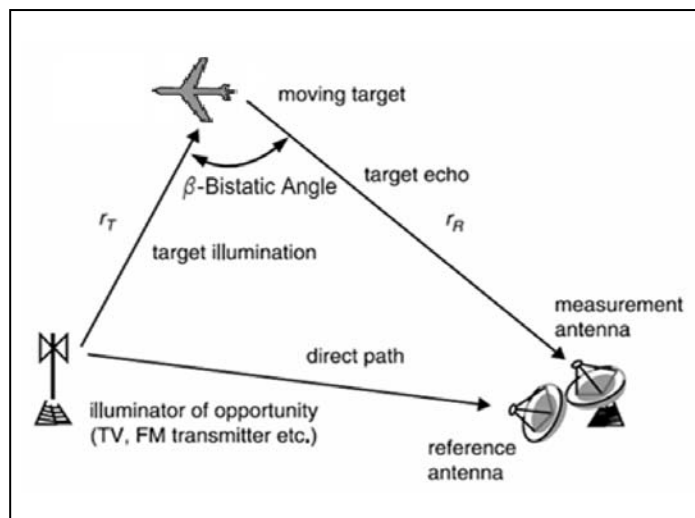 moving target
β-Bistatic Angle
target echo
r_T
r_R
target illumination
measurement
antenna
direct path
illuminator of opportunity
(TV, FM transmitter etc.)
reference
antenna